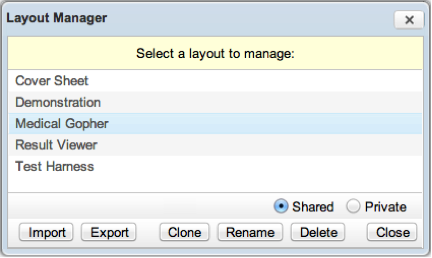 Layout Manager
Select a layout to manage:
Cover Sheet
Demonstration
Medical Gopher
Result Viewer
Test Harness
Shared Private
Import Export Clone Rename Delete Close